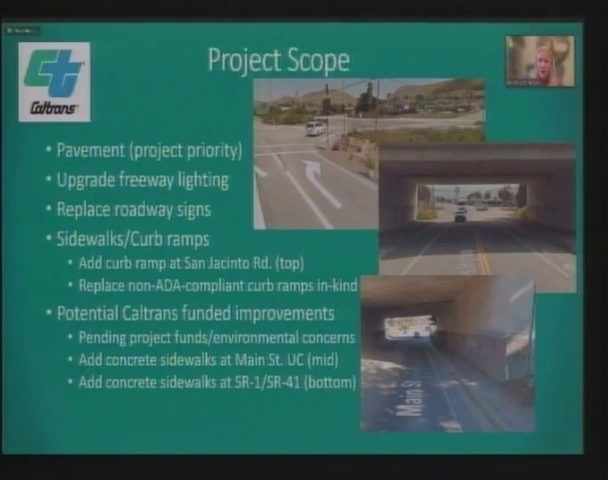 Project Scope
Caltrans
• Pavement (project priority)
• Upgrade freeway lighting
• Replace roadway signs
• Sidewalks/Curb ramps
• Add curb ramp at San Jacinto Rd. (top)
• Replace non-ADA-compliant curb ramps in-kind
• Potential Caltrans funded improvements
• Pending project funds/environmental concerns
• Add concrete sidewalks at Main St. UC (mid)
• Add concrete sidewalks at SR-1/SR-41 (bottom)
Main St